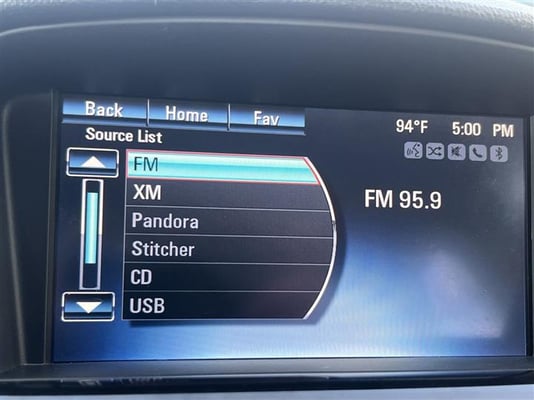 Back Home Fav
94°F 5:00 PM
Source List
FM
XM
Pandora
Stitcher
CD
USB
FM 95.9